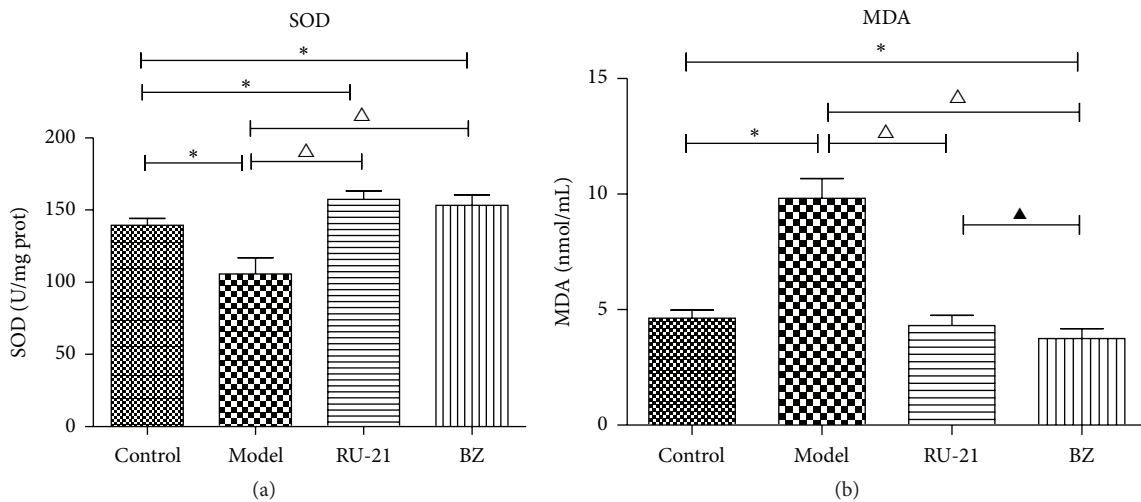 SOD
*
*
△
*
△
200
150
100
50
0
SOD (U/mg prot)
Control Model RU-21 BZ
(a)
MDA
*
△
*
△
▲
15
10
5
0
MDA (nmol/mL)
Control Model RU-21 BZ
(b)